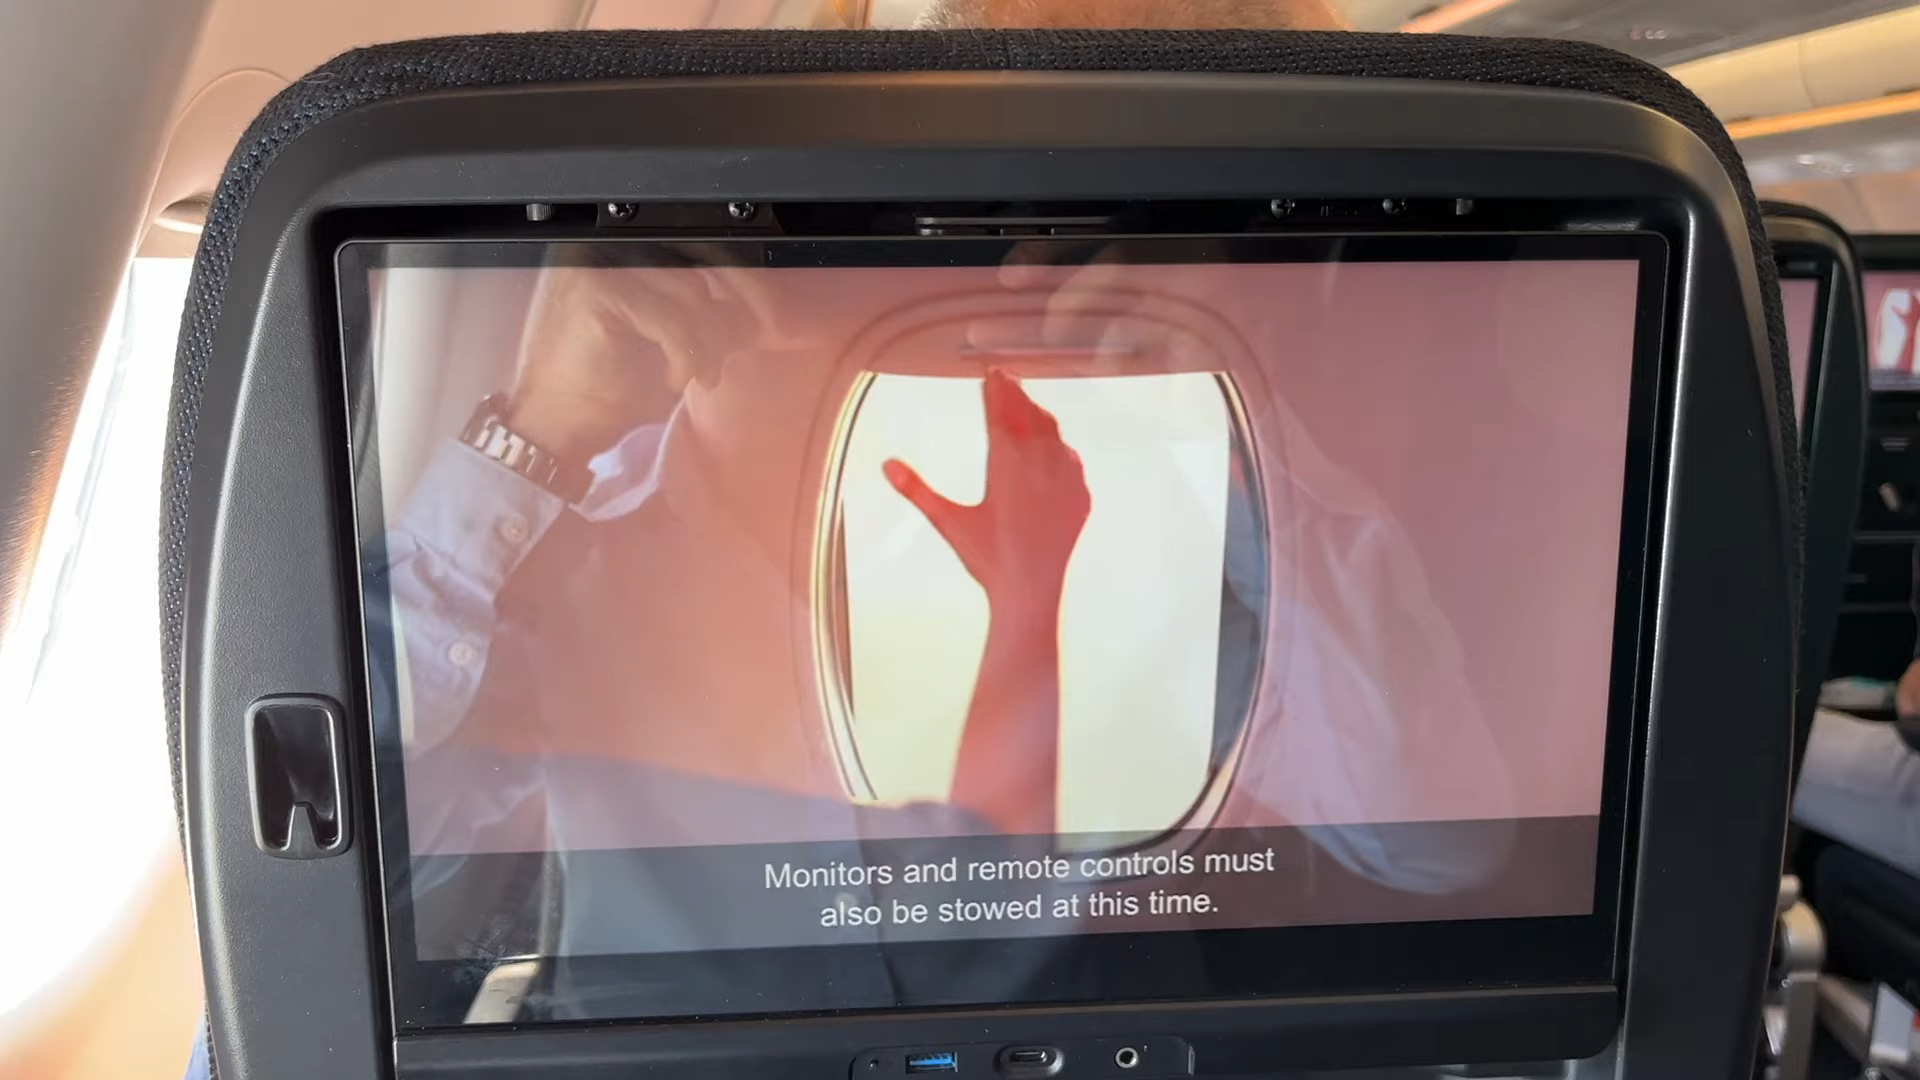 Monitors and remote controls must
also be stowed at this time.